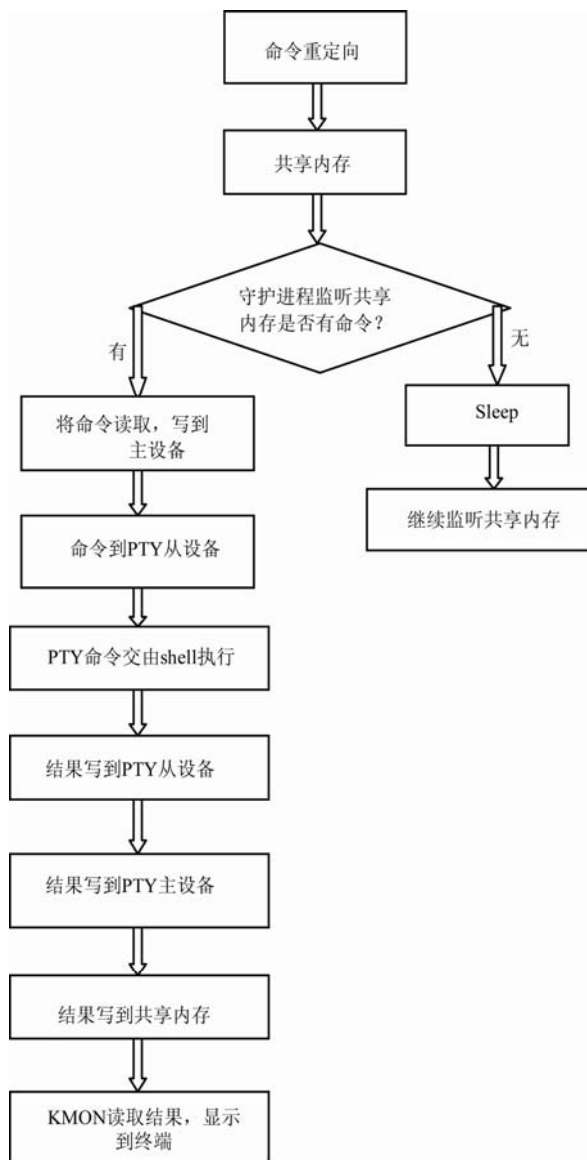 命令重定向
共享内存
守护进程监听共享
内存是否有命令？
有
无
将命令读取，写到
主设备
Sleep
命令到PTY从设备
继续监听共享内存
PTY命令交由shell执行
结果写到PTY从设备
结果写到PTY主设备
结果写到共享内存
KMON读取结果，显示
到终端